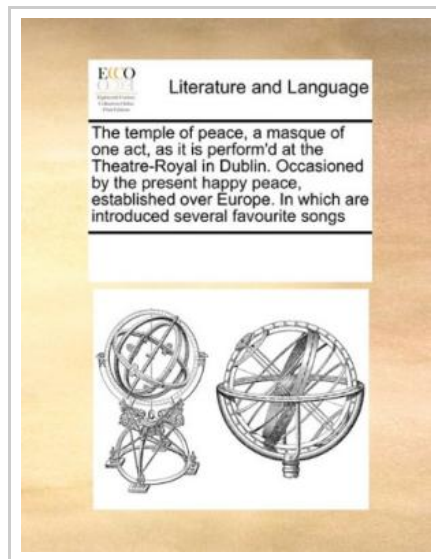 ECCO
Literature and Language
The temple of peace, a masque of
one act, as it is perform'd at the
Theatre-Royal in Dublin. Occasioned
by the present happy peace,
established over Europe. In which are
introduced several favourite songs